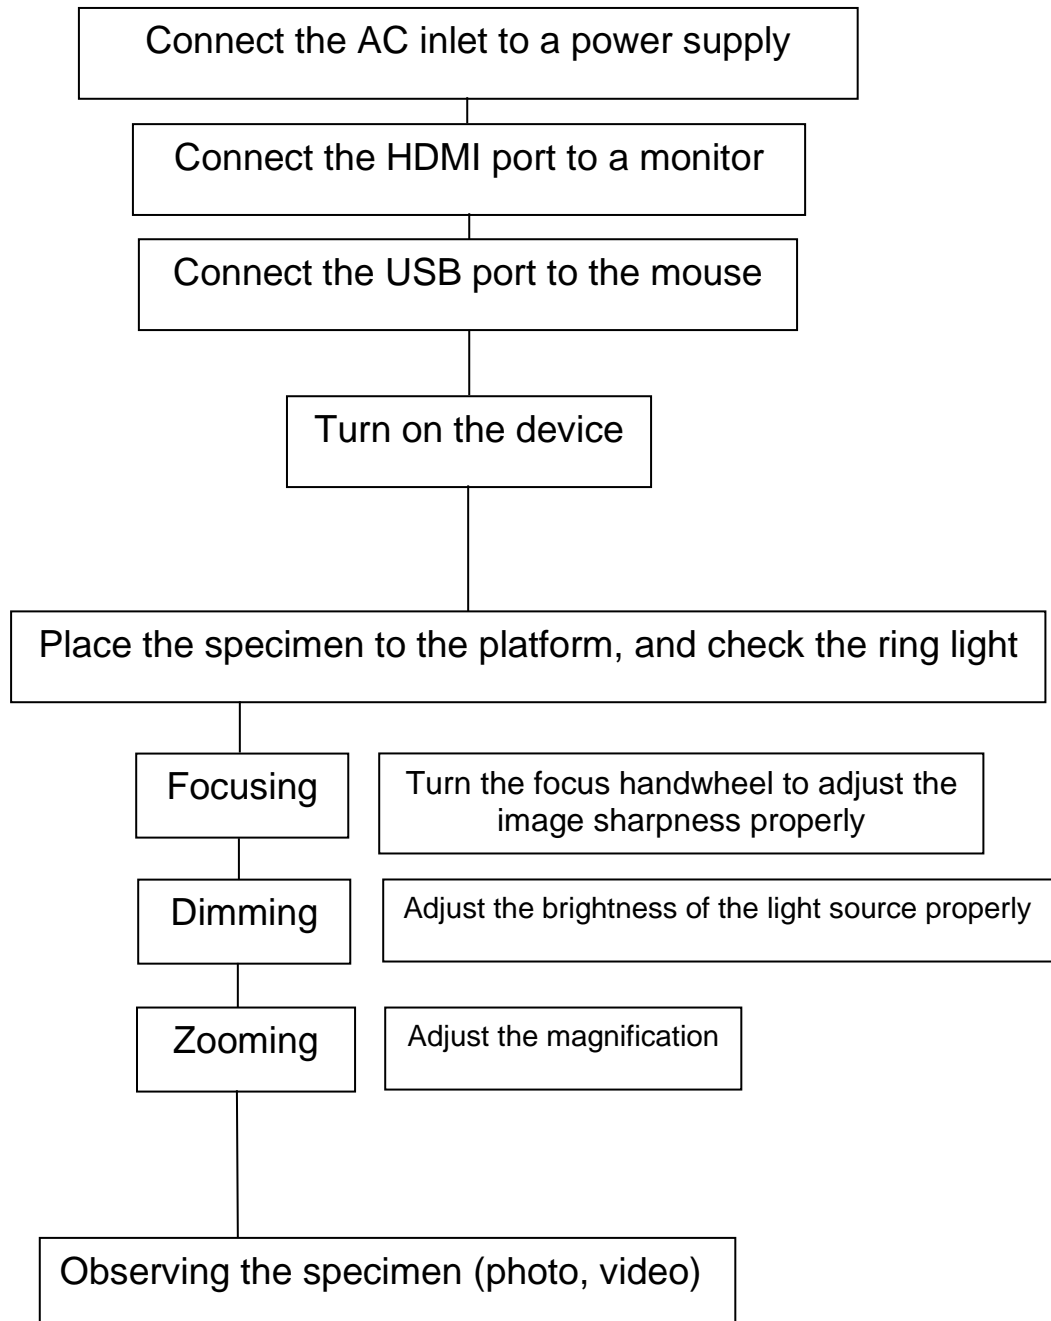 Connect the AC inlet to a power supply
Connect the HDMI port to a monitor
Connect the USB port to the mouse
Turn on the device
Place the specimen to the platform, and check the ring light
Focusing
Turn the focus handwheel to adjust the
image sharpness properly
Dimming
Adjust the brightness of the light source properly
Zooming
Adjust the magnification
Observing the specimen (photo, video)